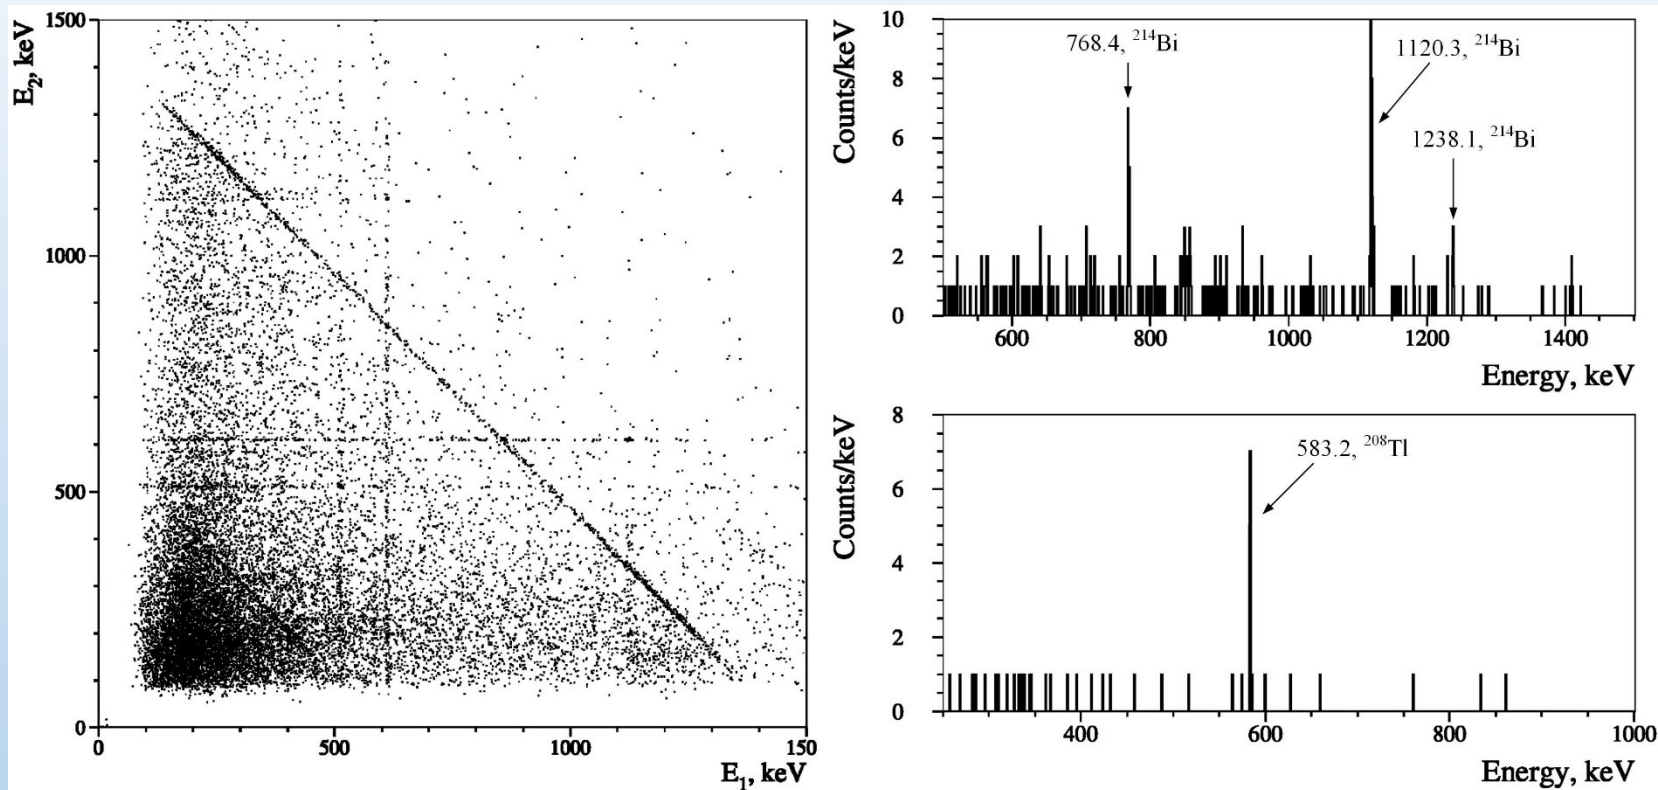 E2, keV
1500
1000
500
0
0
500
1000
150
E1, keV
Counts/keV
10
8
6
4
2
0
768.4, ²¹⁴Bi
1120.3, ²¹⁴Bi
1238.1, ²¹⁴Bi
600
800
1000
1200
1400
Energy, keV
Counts/keV
8
6
4
2
0
583.2, ²⁰⁸Tl
400
600
800
1000
Energy, keV